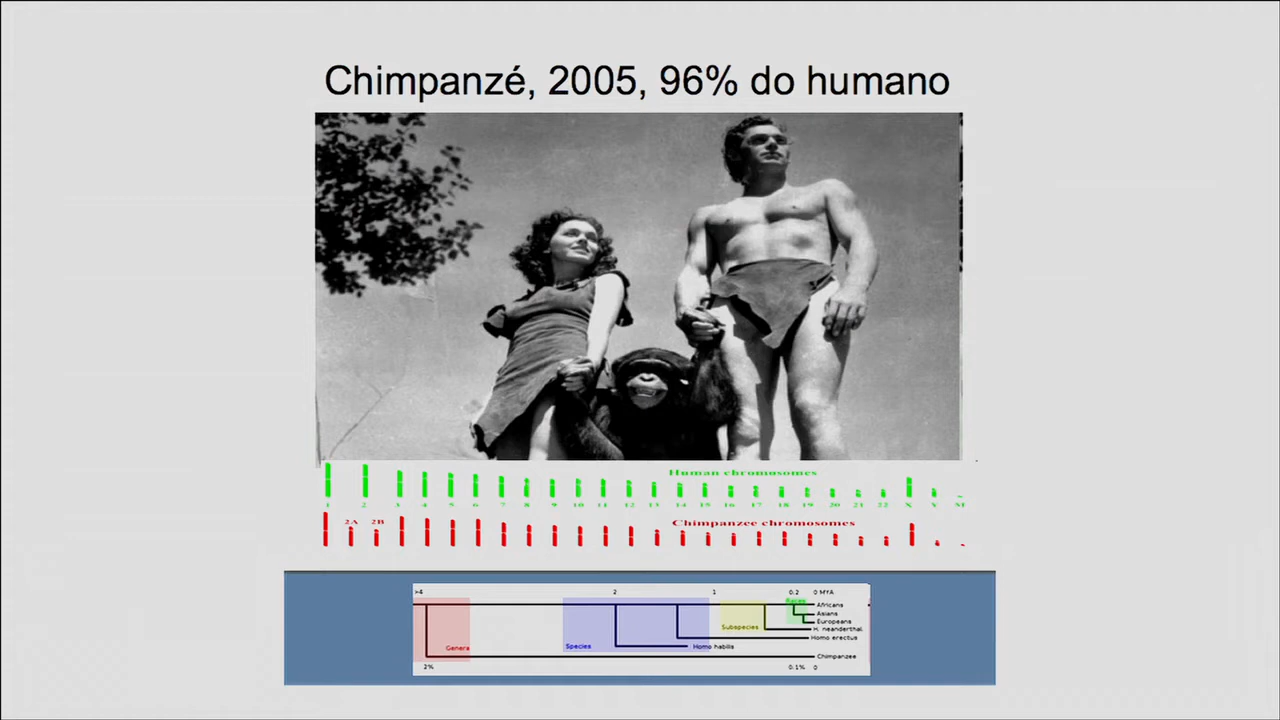 Chimpanzé, 2005, 96% do humano
Human chromosomes
1 2 3 4 5 6 7 8 9 10 11 12 13 14 15 16 17 18 19 20 21 22 X Y M
2A 2B
Chimpanzee chromosomes
>4 2 1 0.2 0 MYA
Races
Africans
Asians
Europeans
Subspecies
H. neanderthal.
Homo erectus
Genera
Species
Homo habilis
Chimpanzee
2% 0.1% 0